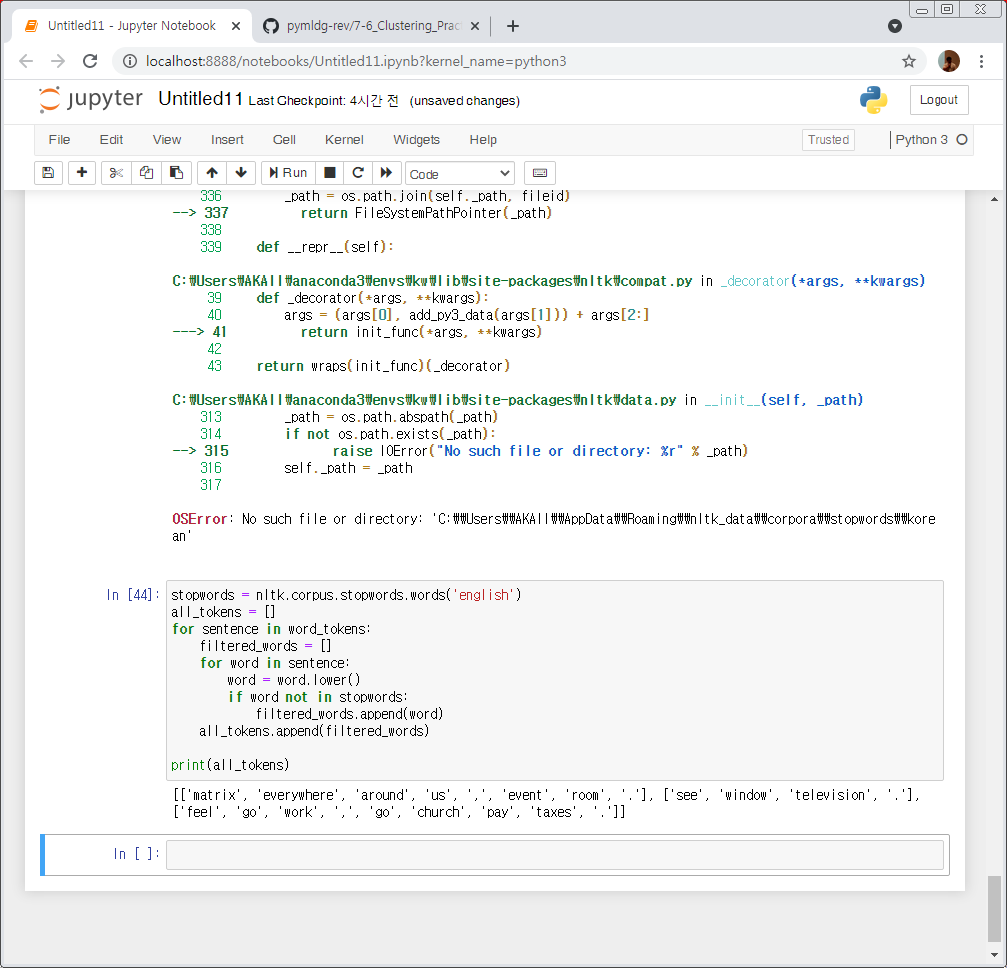 Untitled11 - Jupyter Notebook
pymldg-rev/7-6_Clustering_Prac
localhost:8888/notebooks/Untitled11.ipynb?kernel_name=python3
jupyter Untitled11 Last Checkpoint: 4시간 전 (unsaved changes)
Logout
File Edit View Insert Cell Kernel Widgets Help
Trusted Python 3
Run Code
336 _path = os.path.join(self._path, fileid)
--> 337 return FileSystemPathPointer(_path)
338
339 def __repr__(self):
C:₩Users₩AKAII₩anaconda3₩envs₩kw₩lib₩site-packages₩nltk₩compat.py in _decorator(*args, **kwargs)
39 def _decorator(*args, **kwargs):
40 args = (args[0], add_py3_data(args[1])) + args[2:]
---> 41 return init_func(*args, **kwargs)
42
43 return wraps(init_func)(_decorator)
C:₩Users₩AKAII₩anaconda3₩envs₩kw₩lib₩site-packages₩nltk₩data.py in __init__(self, _path)
313 _path = os.path.abspath(_path)
314 if not os.path.exists(_path):
--> 315 raise IOError("No such file or directory: %r" % _path)
316 self._path = _path
317
OSError: No such file or directory: 'C:₩₩Users₩₩AKAII₩₩AppData₩₩Roaming₩₩nltk_data₩₩corpora₩₩stopwords₩₩kore
an'
In [44]: stopwords = nltk.corpus.stopwords.words('english')
all_tokens = []
for sentence in word_tokens:
filtered_words = []
for word in sentence:
word = word.lower()
if word not in stopwords:
filtered_words.append(word)
all_tokens.append(filtered_words)
print(all_tokens)
[['matrix', 'everywhere', 'around', 'us', ',', 'event', 'room', '.'], ['see', 'window', 'television', '.'],
['feel', 'go', 'work', ',', 'go', 'church', 'pay', 'taxes', '.']]
In [ ]: